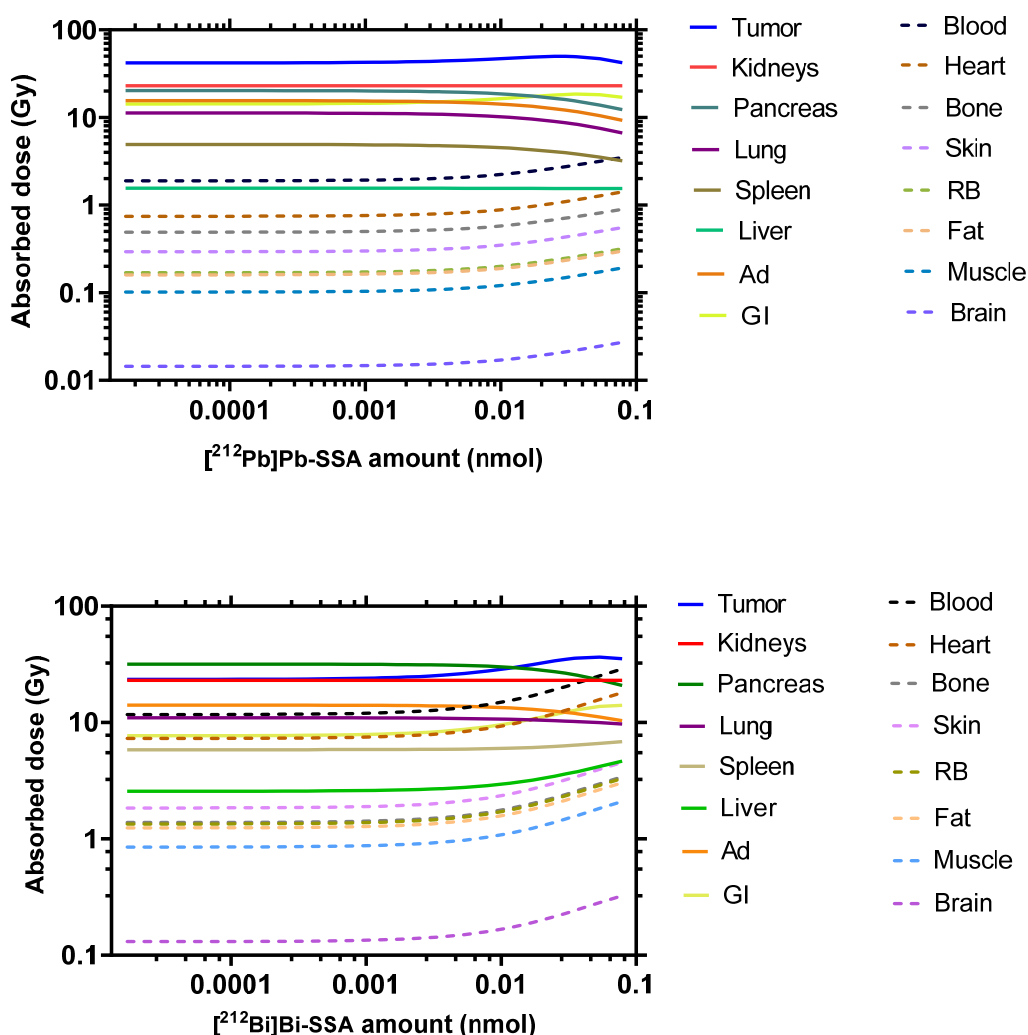 100
10
1
0.1
0.01
Absorbed dose (Gy)
0.0001 0.001 0.01 0.1
[²¹²Pb]Pb-SSA amount (nmol)
Tumor
Kidneys
Pancreas
Lung
Spleen
Liver
Ad
GI
Blood
Heart
Bone
Skin
RB
Fat
Muscle
Brain
100
10
1
0.1
Absorbed dose (Gy)
0.0001 0.001 0.01 0.1
[²¹²Bi]Bi-SSA amount (nmol)
Tumor
Kidneys
Pancreas
Lung
Spleen
Liver
Ad
GI
Blood
Heart
Bone
Skin
RB
Fat
Muscle
Brain